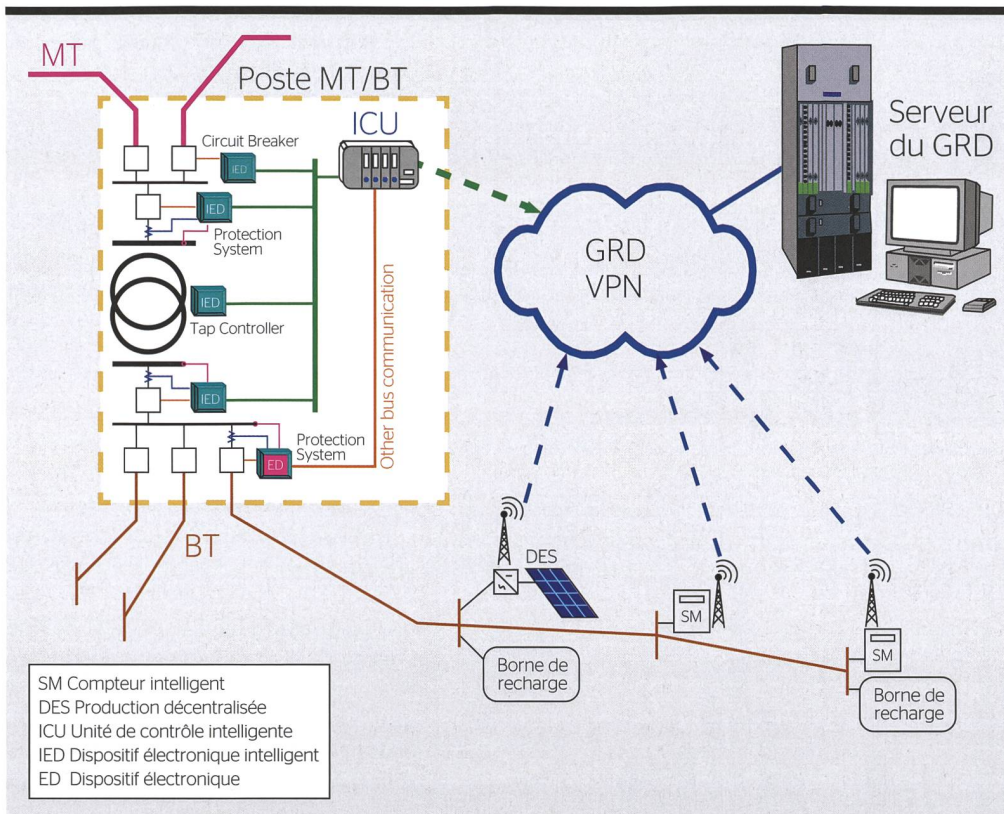 MT
Poste MT/BT
ICU
Circuit Breaker
IED
IED
Protection
System
IED
Tap Controller
IED
Protection
System
ED
Other bus communication
BT
GRD
VPN
Serveur
du GRD
DES
SM
SM
Borne de
recharge
Borne de
recharge
SM Compteur intelligent
DES Production décentralisée
ICU Unité de contrôle intelligente
IED Dispositif électronique intelligent
ED Dispositif électronique